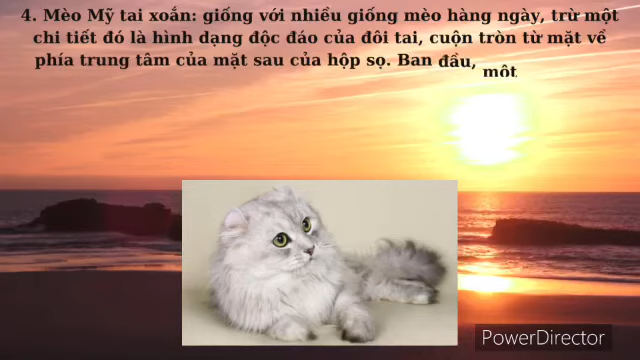 4. Mèo Mỹ tai xoắn: giống với nhiều giống mèo hàng ngày, trừ một
chi tiết đó là hình dạng độc đáo của đôi tai, cuộn tròn từ mặt về
phía trung tâm của mặt sau của hộp sọ. Ban đầu, một
PowerDirector